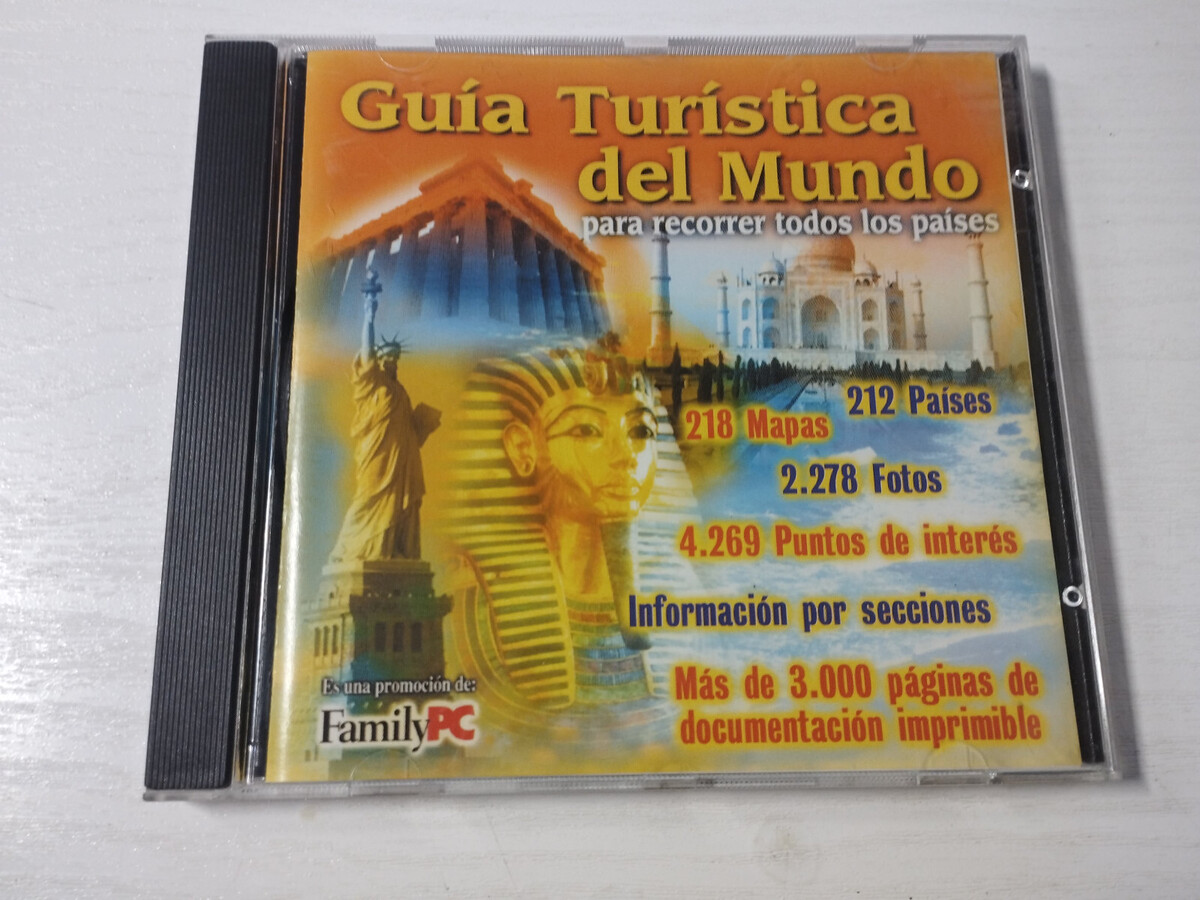 Guía Turística
del Mundo
para recorrer todos los países
212 Países
218 Mapas
2.278 Fotos
4.269 Puntos de interés
Información por secciones
Más de 3.000 páginas de
documentación imprimible
Es una promoción de:
FamilyPC